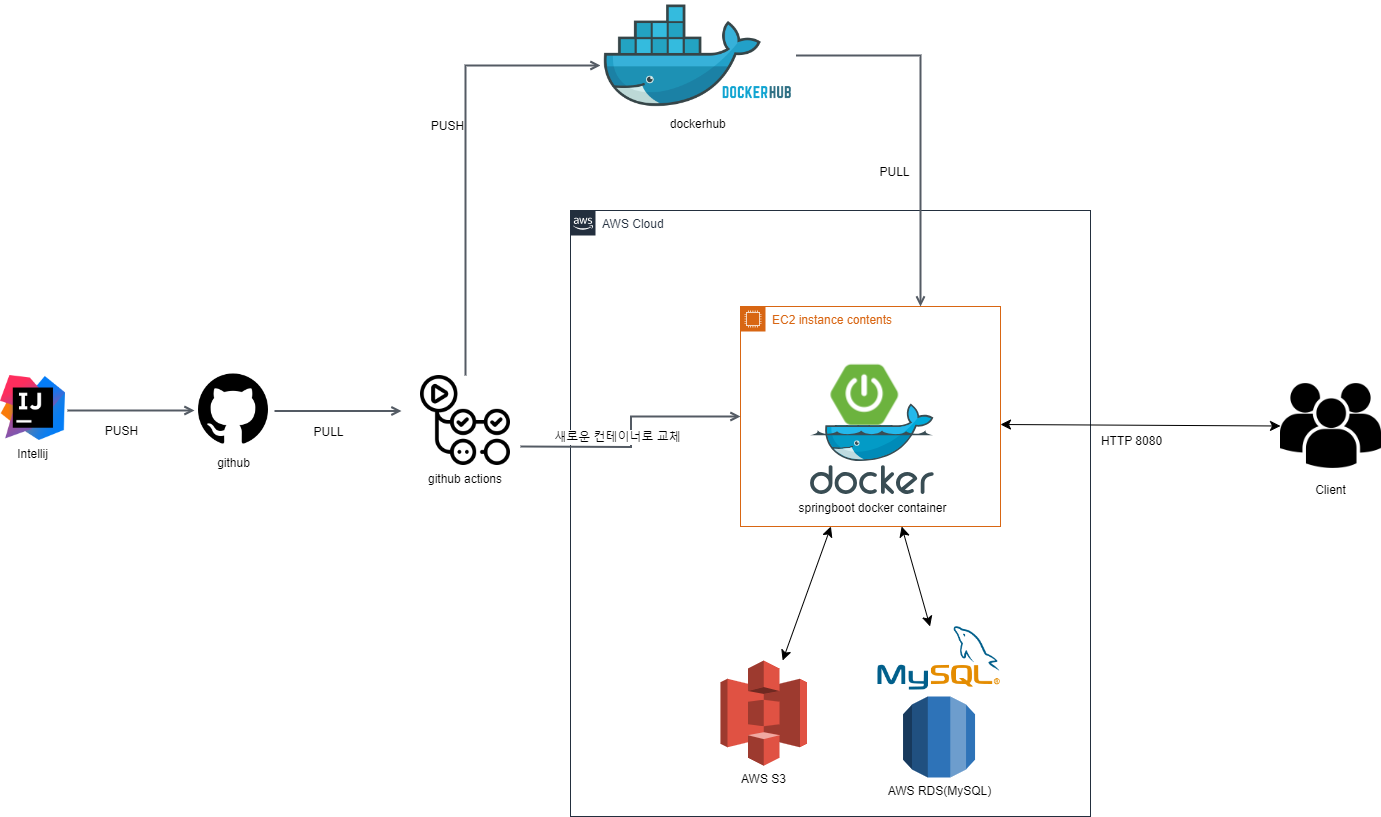 DOCKERHUB
dockerhub
PUSH
PULL
aws
AWS Cloud
EC2 instance contents
IJ
Intellij
PUSH
github
PULL
github actions
새로운 컨테이너로 교체
docker
springboot docker container
HTTP 8080
Client
MySQL®
AWS S3
AWS RDS(MySQL)